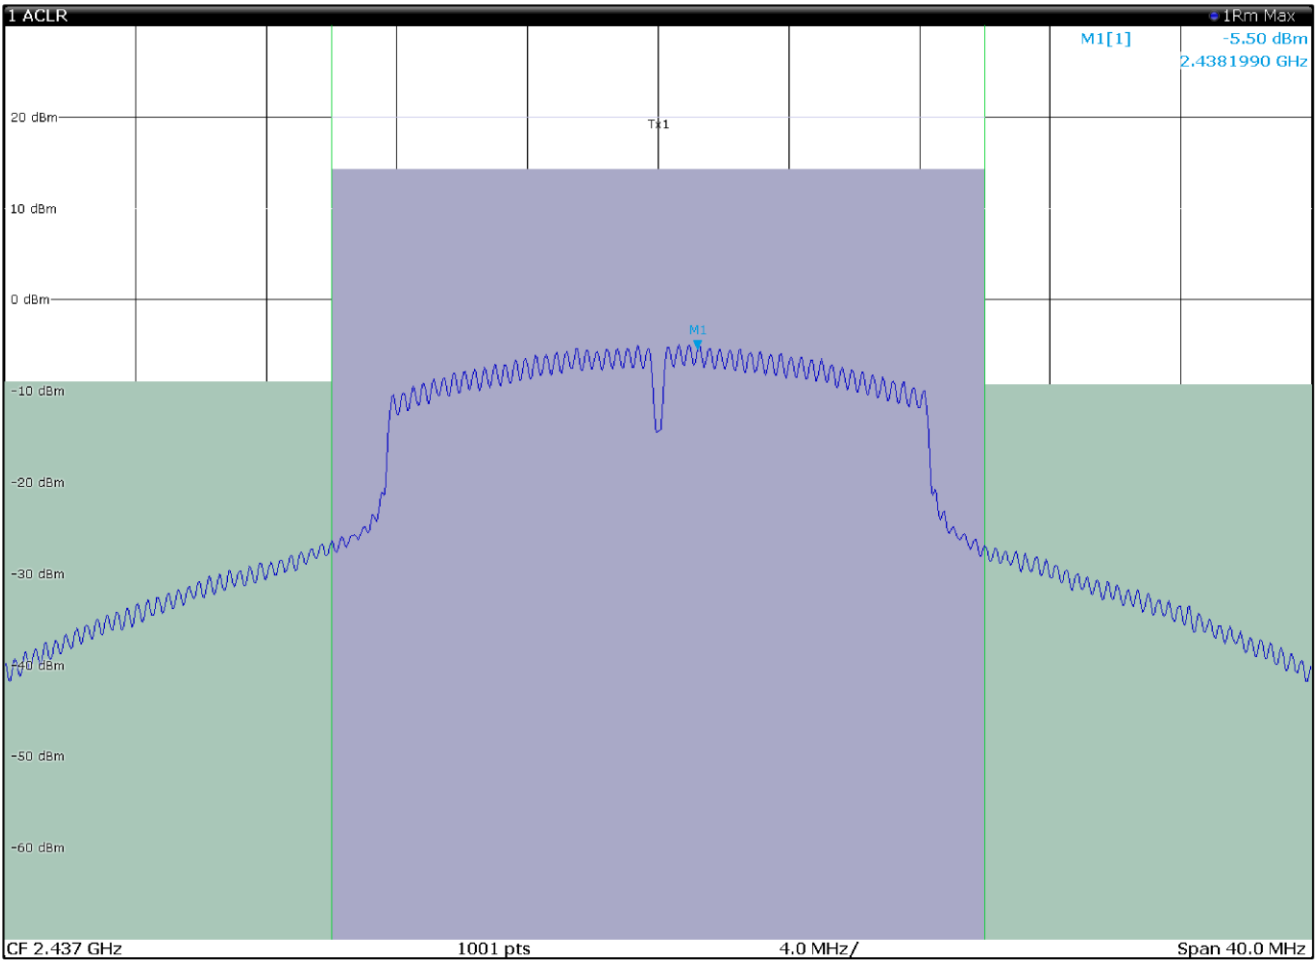 1 ACLR
1Rm Max
M1[1] -5.50 dBm
2.4381990 GHz
20 dBm
Tx1
10 dBm
0 dBm
M1
-10 dBm
-20 dBm
-30 dBm
-40 dBm
-50 dBm
-60 dBm
CF 2.437 GHz 1001 pts 4.0 MHz/ Span 40.0 MHz